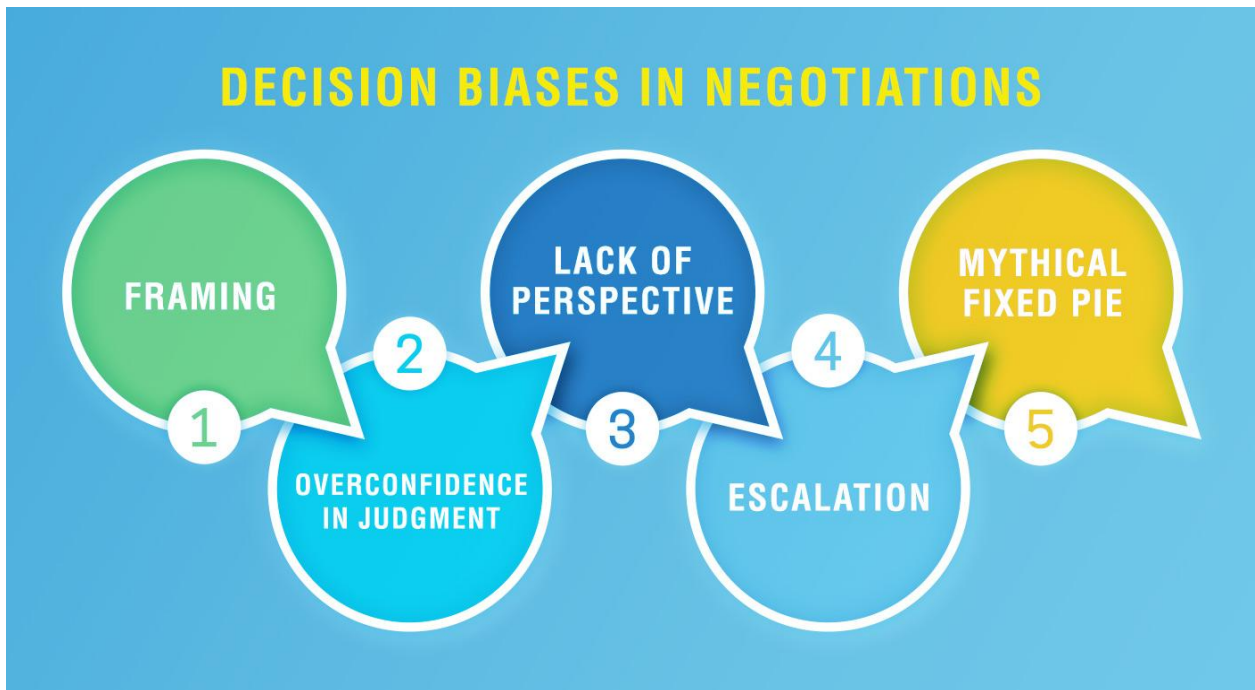 DECISION BIASES IN NEGOTIATIONS
FRAMING
1
2
OVERCONFIDENCE
IN JUDGMENT
LACK OF
PERSPECTIVE
3
4
ESCALATION
MYTHICAL
FIXED PIE
5